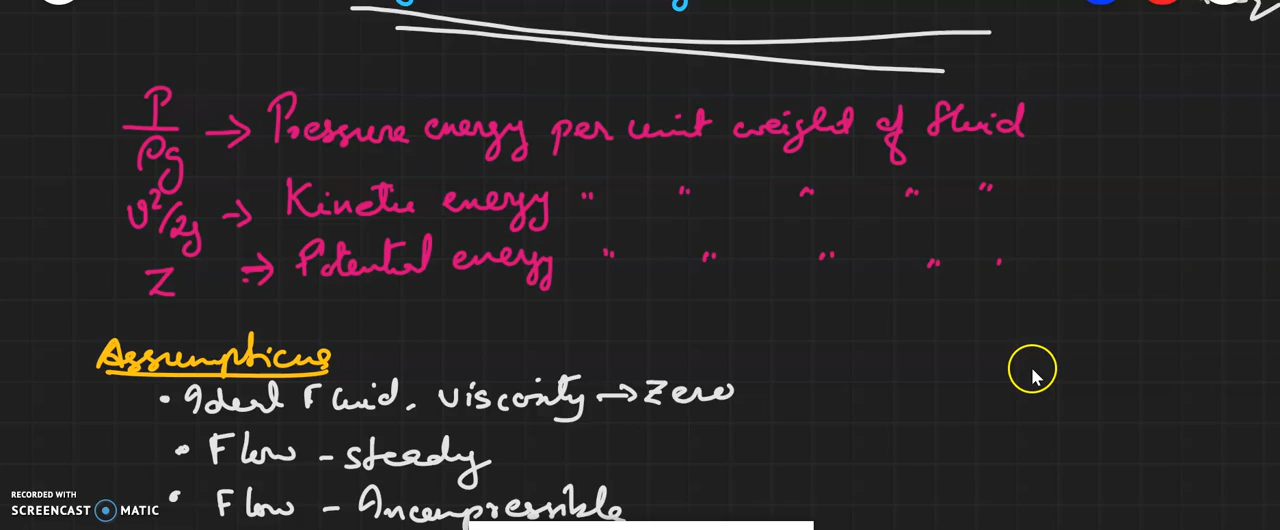 P/ρg → Pressure energy per unit weight of fluid
v²/2g → Kinetic energy " " " " "
Z ⇒ Potential energy " " " " "
Assumptions
• Ideal Fluid. Viscosity → Zero
• Flow - steady
• Flow - Incompressible
RECORDED WITH
SCREENCAST MATIC